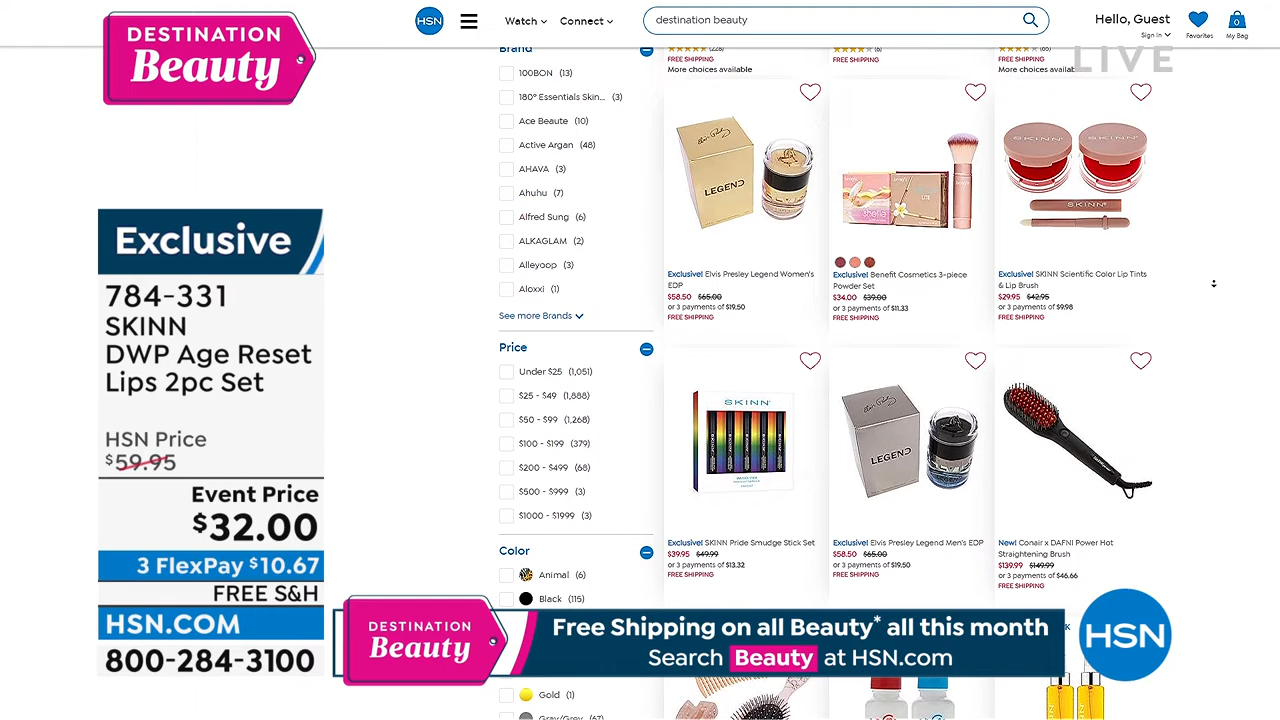 DESTINATION
Beauty
HSN
Watch
Connect
destination beauty
Hello, Guest
Sign In
Favorites
0
My Bag
LIVE
Brand
100BON (13)
180° Essentials Skin... (3)
Ace Beaute (10)
Active Argan (48)
AHAVA (3)
Ahuhu (7)
Alfred Sung (6)
ALKAGLAM (2)
Alleyoop (3)
Aloxxi (1)
See more Brands
Price
Under $25 (1,051)
$25 - $49 (1,888)
$50 - $99 (1,268)
$100 - $199 (379)
$200 - $499 (68)
$500 - $999 (3)
$1000 - $1999 (3)
Color
Animal (6)
Black (115)
Gold (1)
Gray/Grey (67)
FREE SHIPPING
More choices available
FREE SHIPPING
FREE SHIPPING
More choices available
LEGEND
Exclusive! Elvis Presley Legend Women's
EDP
$58.50 $65.00
or 3 payments of $19.50
FREE SHIPPING
Exclusive! Benefit Cosmetics 3-piece
Powder Set
$34.00 $39.00
or 3 payments of $11.33
FREE SHIPPING
SKINN
SKINN
SKINN
Exclusive! SKINN Scientific Color Lip Tints
& Lip Brush
$29.95 $42.95
or 3 payments of $9.98
FREE SHIPPING
SKINN
Exclusive! SKINN Pride Smudge Stick Set
$39.95 $49.99
or 3 payments of $13.32
FREE SHIPPING
LEGEND
Exclusive! Elvis Presley Legend Men's EDP
$58.50 $65.00
or 3 payments of $19.50
FREE SHIPPING
New! Conair x DAFNI Power Hot
Straightening Brush
$139.99 $149.99
or 3 payments of $46.66
FREE SHIPPING
Exclusive
784-331
SKINN
DWP Age Reset
Lips 2pc Set
HSN Price
$59.95
Event Price
$32.00
3 FlexPay $10.67
FREE S&H
HSN.COM
800-284-3100
DESTINATION
Beauty
Free Shipping on all Beauty* all this month
Search Beauty at HSN.com
HSN